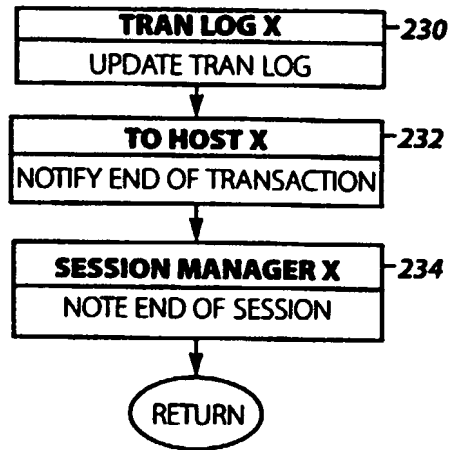 TRAN LOG X 230
UPDATE TRAN LOG
TO HOST X 232
NOTIFY END OF TRANSACTION
SESSION MANAGER X 234
NOTE END OF SESSION
RETURN